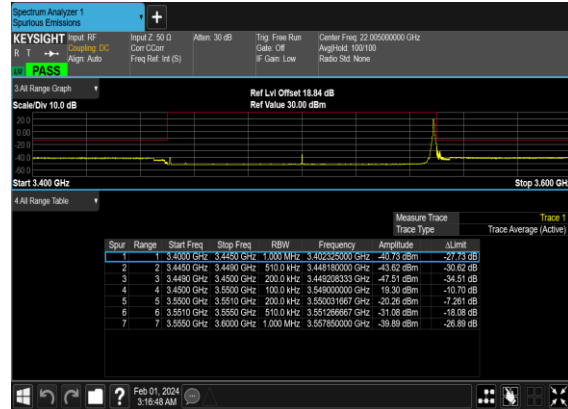 Spectrum Analyzer 1
Spurious Emissions
KEYSIGHT Input: RF Input Z: 50 Ω Atten: 30 dB Trig: Free Run Center Freq: 22.005000000 GHz
R T Coupling: DC Corr CCorr Gate: Off Avg|Hold: 100/100
Align: Auto Freq Ref: Int (S) IF Gain: Low Radio Std: None
PASS
3 All Range Graph
Ref Lvl Offset 18.84 dB
Scale/Div 10.0 dB Ref Value 30.00 dBm
20.0
0.00
-20.0
-40.0
-60.0
Start 3.400 GHz Stop 3.600 GHz
4 All Range Table
Measure Trace Trace 1
Trace Type Trace Average (Active)
Spur Range Start Freq Stop Freq RBW Frequency Amplitude ΔLimit
1 1 3.4000 GHz 3.4450 GHz 1.000 MHz 3.402325000 GHz -40.73 dBm -27.73 dB
2 2 3.4450 GHz 3.4490 GHz 510.0 kHz 3.448180000 GHz -43.62 dBm -30.62 dB
3 3 3.4490 GHz 3.4500 GHz 200.0 kHz 3.449208333 GHz -47.51 dBm -34.51 dB
4 4 3.4500 GHz 3.5500 GHz 100.0 kHz 3.549000000 GHz 19.30 dBm -10.70 dB
5 5 3.5500 GHz 3.5510 GHz 200.0 kHz 3.550031667 GHz -20.26 dBm -7.261 dB
6 6 3.5510 GHz 3.5550 GHz 510.0 kHz 3.551266667 GHz -31.08 dBm -18.08 dB
7 7 3.5550 GHz 3.6000 GHz 1.000 MHz 3.557850000 GHz -39.89 dBm -26.89 dB
Feb 01, 2024
3:16:48 AM